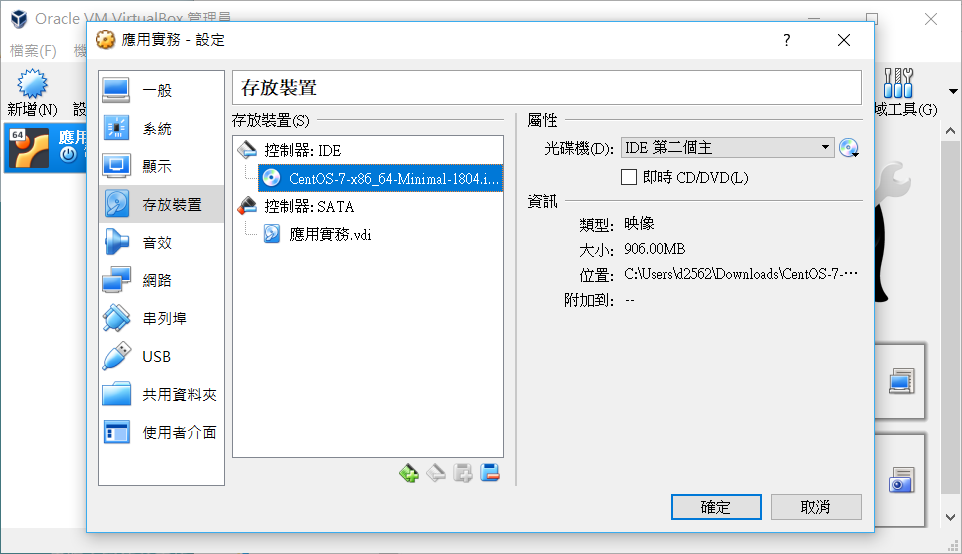 Oracle VM VirtualBox 管理員
檔案(F)
新增(N)
域工具(G)
64
應用實務 - 設定
?
一般
系統
顯示
存放裝置
音效
網路
串列埠
USB
共用資料夾
使用者介面
存放裝置
存放裝置(S)
控制器: IDE
CentOS-7-x86_64-Minimal-1804.i...
控制器: SATA
應用實務.vdi
屬性
光碟機(D): IDE 第二個主
即時 CD/DVD(L)
資訊
類型: 映像
大小: 906.00MB
位置: C:\Users\d2562\Downloads\CentOS-7-···
附加到: --
確定
取消